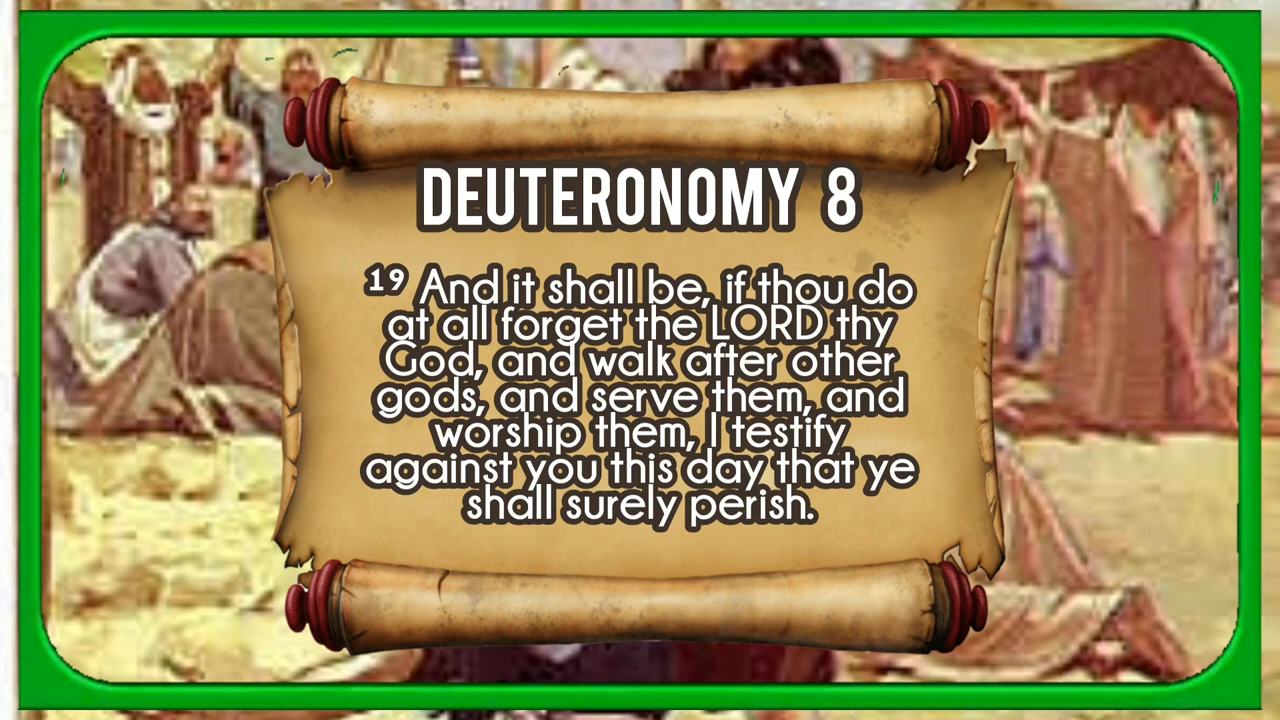 DEUTERONOMY 8
¹⁹ And it shall be, if thou do
at all forget the LORD thy
God, and walk after other
gods, and serve them, and
worship them, I testify
against you this day that ye
shall surely perish.